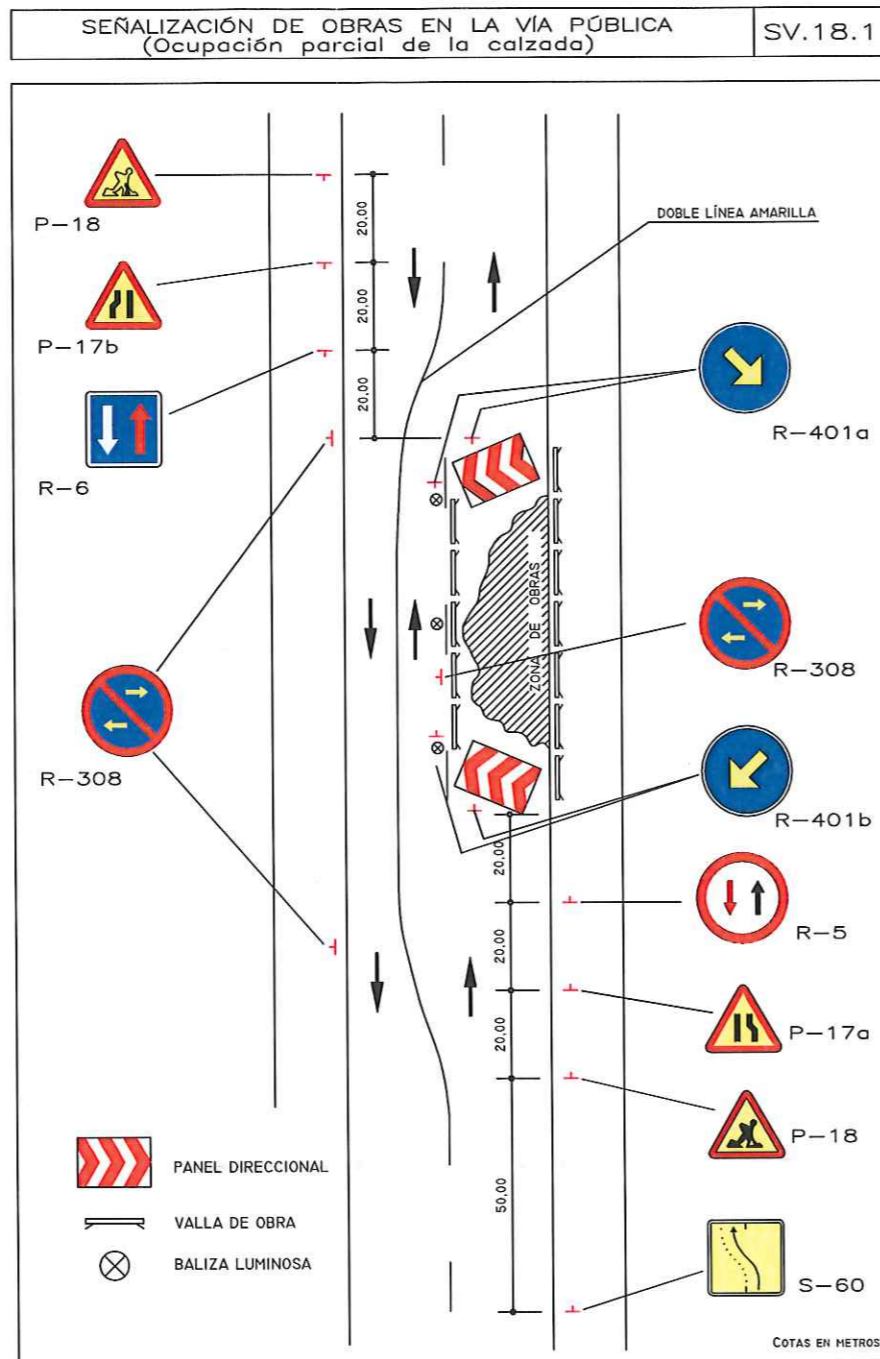 SEÑALIZACIÓN DE OBRAS EN LA VÍA PÚBLICA
(Ocupación parcial de la calzada)
SV.18.1
P-18
20,00
DOBLE LÍNEA AMARILLA
P-17b
20,00
R-6
20,00
R-401a
ZONA DE OBRAS
R-308
R-308
R-401b
20,00
R-5
20,00
P-17a
20,00
P-18
50,00
S-60
PANEL DIRECCIONAL
VALLA DE OBRA
BALIZA LUMINOSA
COTAS EN METROS